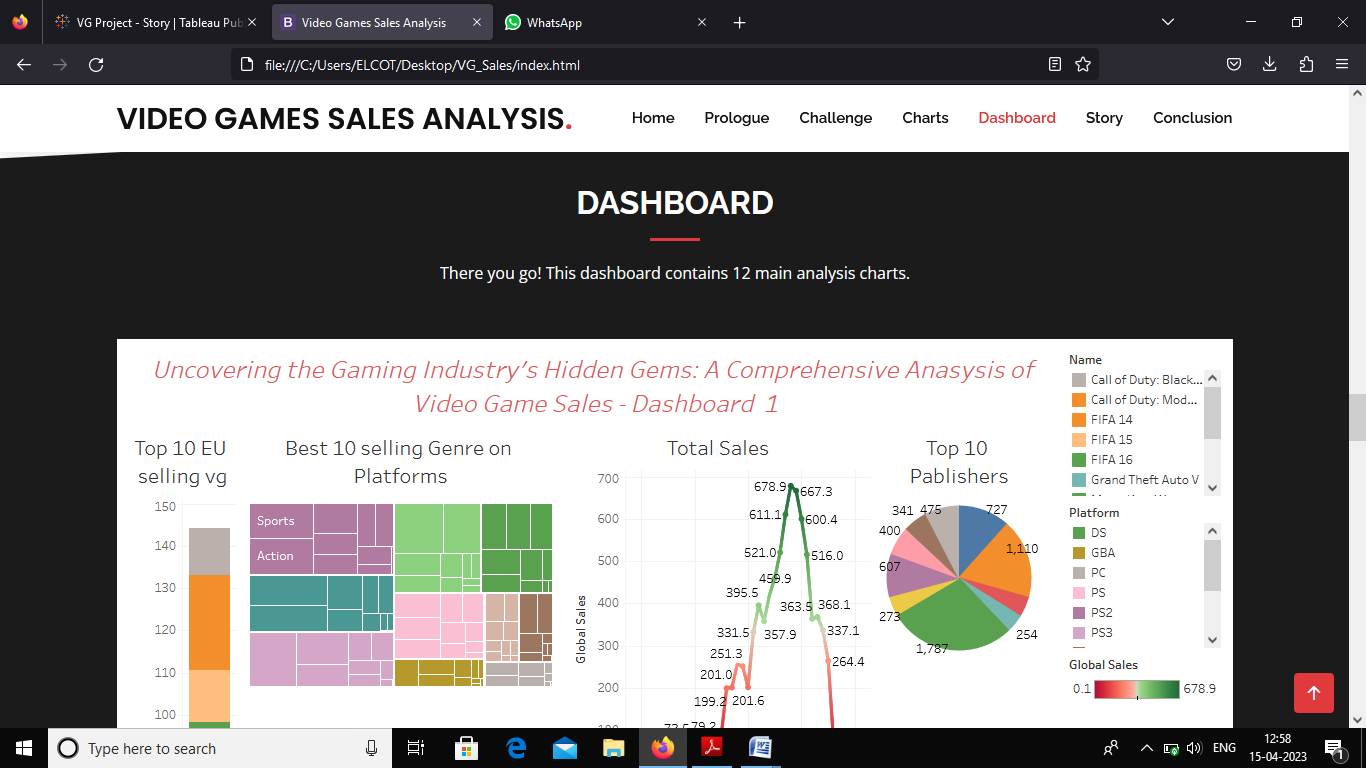 VG Project - Story | Tableau Pub
Video Games Sales Analysis
WhatsApp
file:///C:/Users/ELCOT/Desktop/VG_Sales/index.html
VIDEO GAMES SALES ANALYSIS.
Home Prologue Challenge Charts Dashboard Story Conclusion
DASHBOARD
There you go! This dashboard contains 12 main analysis charts.
Uncovering the Gaming Industry's Hidden Gems: A Comprehensive Anasysis of
Video Game Sales - Dashboard 1
Top 10 EU
selling vg
150
140
130
120
110
100
Best 10 selling Genre on
Platforms
Sports
Action
Total Sales
Global Sales
700
600
500
400
300
200
678.9
667.3
611.1
600.4
521.0
516.0
459.9
395.5
363.5
368.1
331.5
357.9
337.1
251.3
264.4
201.0
199.2
201.6
79.2
Top 10
Pablishers
341
475
727
400
1,110
607
273
254
1,787
Name
Call of Duty: Black...
Call of Duty: Mod...
FIFA 14
FIFA 15
FIFA 16
Grand Theft Auto V
Platform
DS
GBA
PC
PS
PS2
PS3
Global Sales
0.1 678.9
Type here to search
ENG
12:58
15-04-2023
1